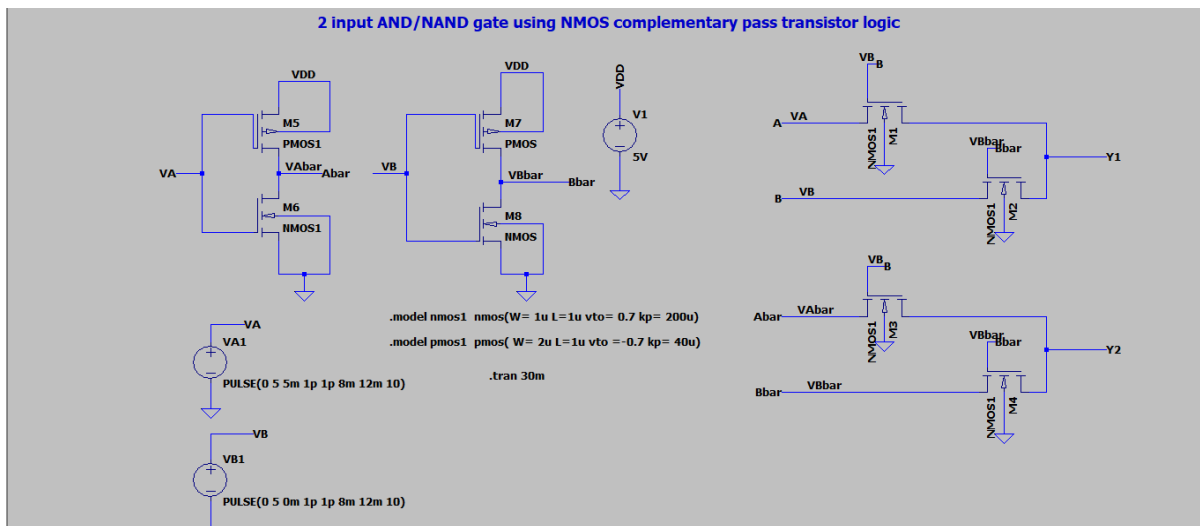 2 input AND/NAND gate using NMOS complementary pass transistor logic
VDD
M5
PMOS1
VA
VAbar
Abar
M6
NMOS1
VDD
M7
PMOS
VB
VBbar
Bbar
M8
NMOS
VDD
V1
5V
VB
B
A
VA
NMOS1
M1
VBbar
Bbar
B
VB
NMOS1
M2
Y1
VB
B
Abar
VAbar
NMOS1
M3
VBbar
Bbar
Bbar
VBbar
NMOS1
M4
Y2
.model nmos1 nmos(W= 1u L=1u vto= 0.7 kp= 200u)
.model pmos1 pmos( W= 2u L=1u vto =-0.7 kp= 40u)
.tran 30m
VA
VA1
PULSE(0 5 5m 1p 1p 8m 12m 10)
VB
VB1
PULSE(0 5 0m 1p 1p 8m 12m 10)